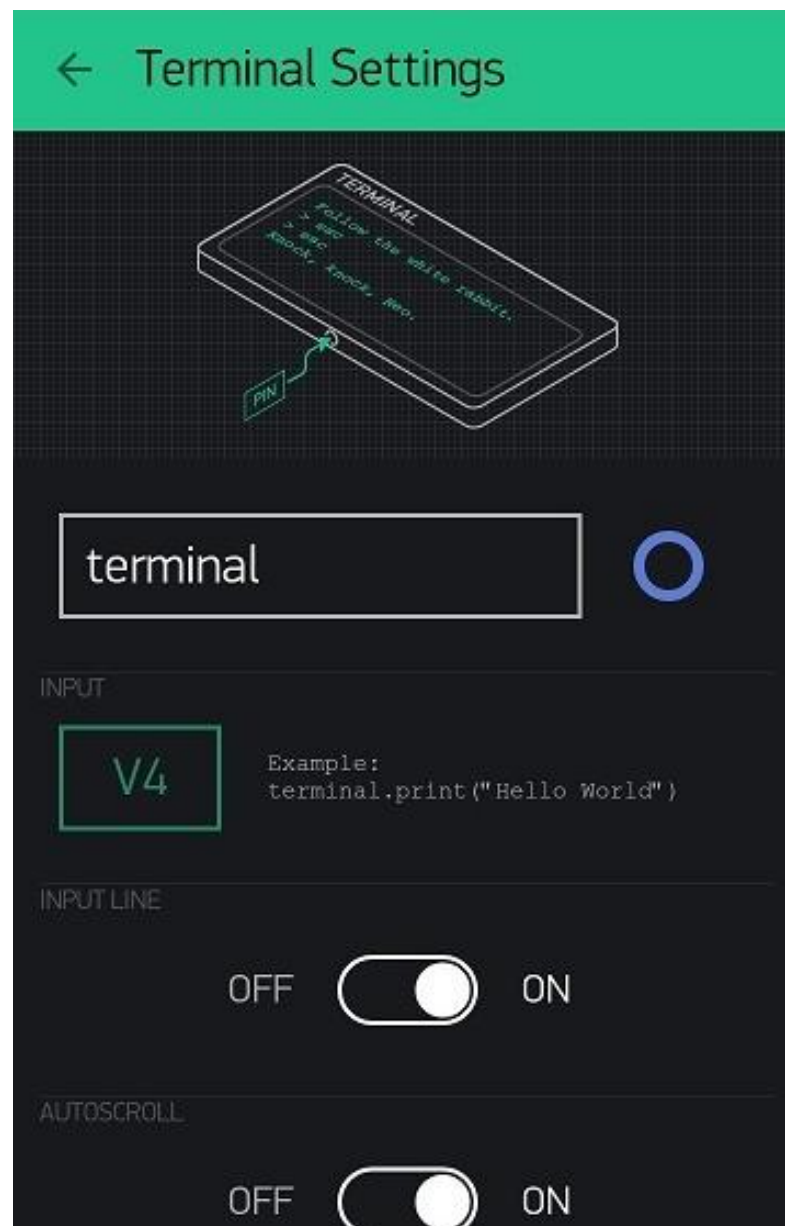 Terminal Settings
TERMINAL
Follow the white rabbit.
Knock, knock, Neo.
PIN
terminal
INPUT
V4
Example:
terminal.print("Hello World")
INPUT LINE
OFF ON
AUTOSCROLL
OFF ON